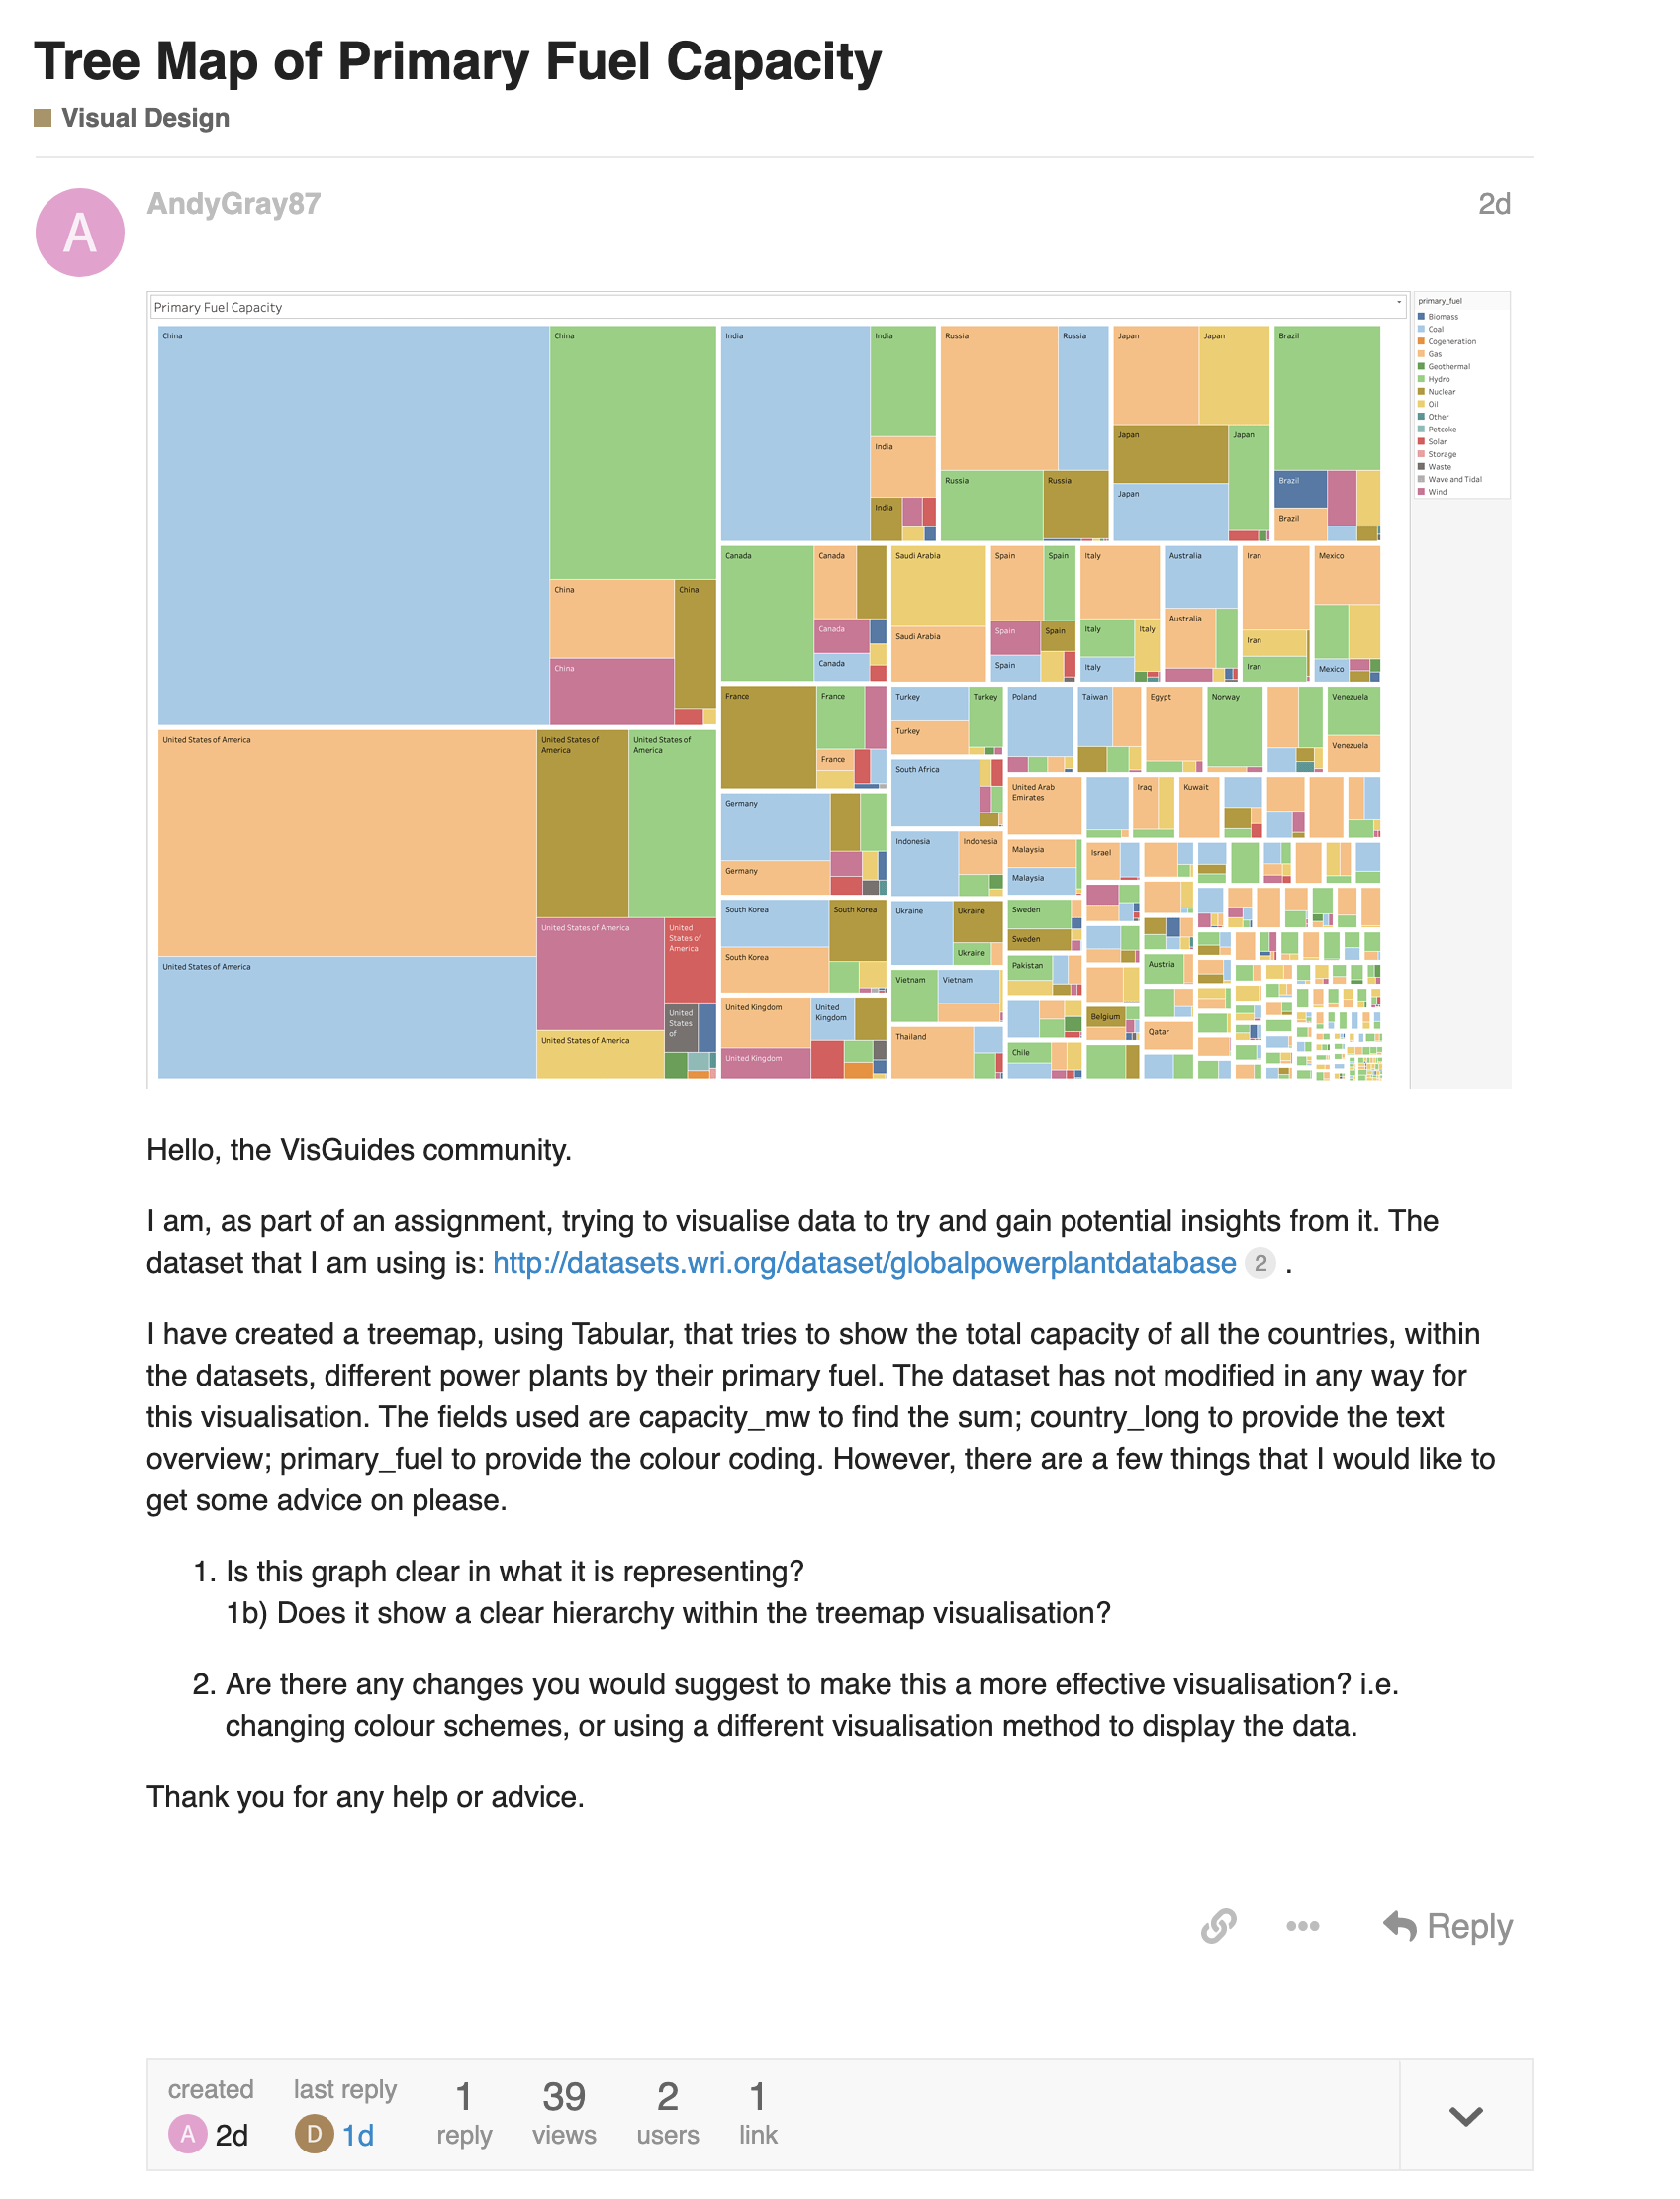 Tree Map of Primary Fuel Capacity
Visual Design
A
AndyGray87
2d
Primary Fuel Capacity
primary_fuel
Biomass
Coal
Cogeneration
Gas
Geothermal
Hydro
Nuclear
Oil
Other
Petcoke
Solar
Storage
Waste
Wave and Tidal
Wind
China
China
China
China
China
United States of America
United States of
America
United States of
America
United States of America
United States of America
United
States of
America
United
States
of
United States of America
India
India
India
India
Russia
Russia
Russia
Russia
Japan
Japan
Japan
Japan
Japan
Brazil
Brazil
Brazil
Canada
Canada
Canada
Canada
Saudi Arabia
Saudi Arabia
Spain
Spain
Spain
Spain
Spain
Italy
Italy
Italy
Italy
Australia
Australia
Iran
Iran
Iran
Mexico
Mexico
France
France
France
Turkey
Turkey
Turkey
Poland
Taiwan
Egypt
Norway
Venezuela
Venezuela
South Africa
United Arab
Emirates
Iraq
Kuwait
Germany
Germany
Indonesia
Indonesia
Malaysia
Malaysia
Israel
South Korea
South Korea
South Korea
Ukraine
Ukraine
Ukraine
Sweden
Sweden
Vietnam
Vietnam
Pakistan
Austria
United Kingdom
United
Kingdom
United Kingdom
Thailand
Chile
Belgium
Qatar
Hello, the VisGuides community.
I am, as part of an assignment, trying to visualise data to try and gain potential insights from it. The
dataset that I am using is: http://datasets.wri.org/dataset/globalpowerplantdatabase 2 .
I have created a treemap, using Tabular, that tries to show the total capacity of all the countries, within
the datasets, different power plants by their primary fuel. The dataset has not modified in any way for
this visualisation. The fields used are capacity_mw to find the sum; country_long to provide the text
overview; primary_fuel to provide the colour coding. However, there are a few things that I would like to
get some advice on please.
1. Is this graph clear in what it is representing?
1b) Does it show a clear hierarchy within the treemap visualisation?
2. Are there any changes you would suggest to make this a more effective visualisation? i.e.
changing colour schemes, or using a different visualisation method to display the data.
Thank you for any help or advice.
Reply
created
last reply
1
39
2
1
A 2d
D 1d
reply
views
users
link